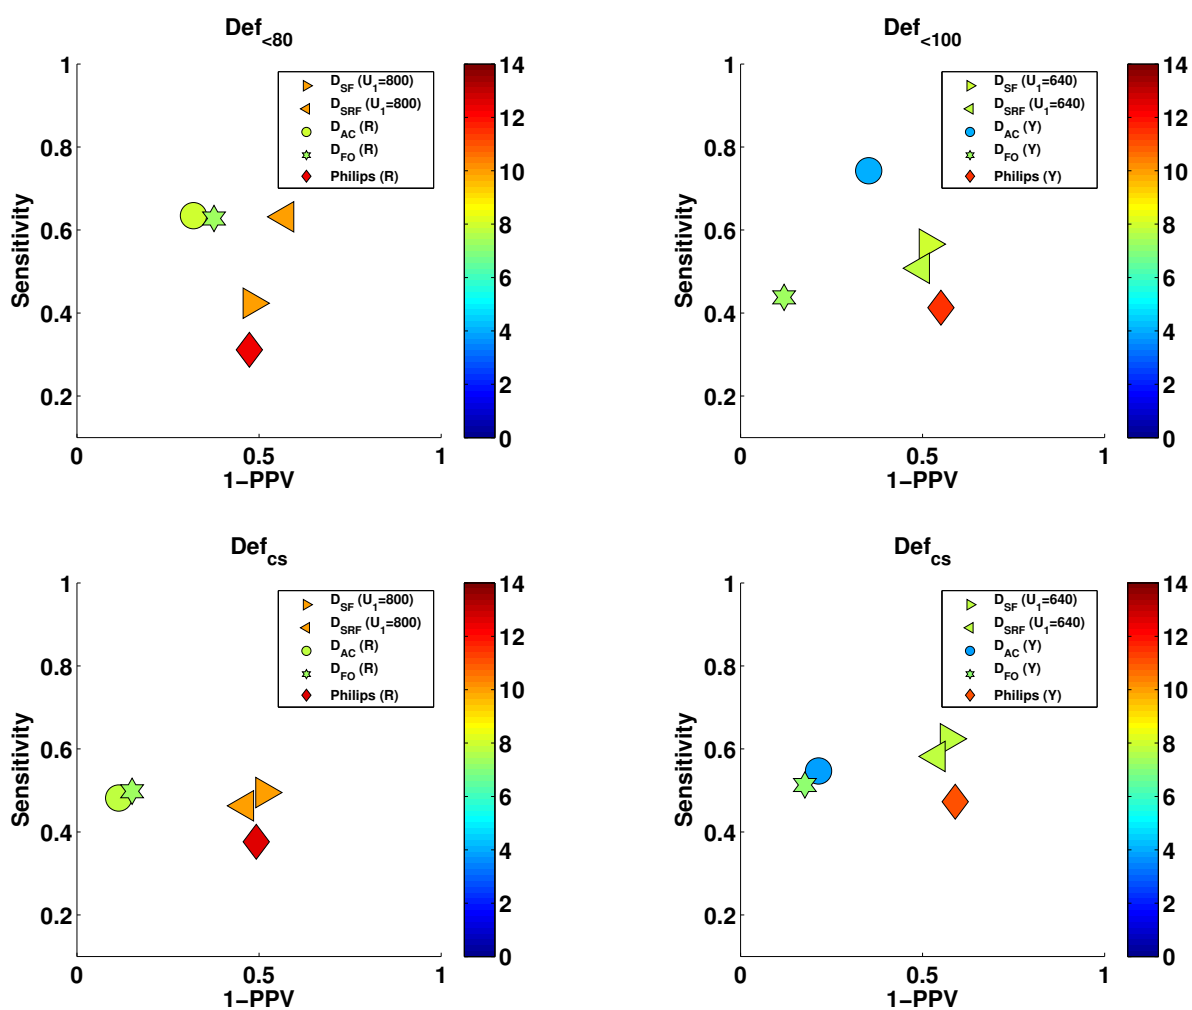 Def<80
1
0.8
0.6
0.4
0.2
Sensitivity
0
0.5
1
1−PPV
DSF (U1=800)
DSRF (U1=800)
DAC (R)
DFO (R)
Philips (R)
14
12
10
8
6
4
2
0
Def<100
1
0.8
0.6
0.4
0.2
Sensitivity
0
0.5
1
1−PPV
DSF (U1=640)
DSRF (U1=640)
DAC (Y)
DFO (Y)
Philips (Y)
14
12
10
8
6
4
2
0
Defcs
1
0.8
0.6
0.4
0.2
Sensitivity
0
0.5
1
1−PPV
DSF (U1=800)
DSRF (U1=800)
DAC (R)
DFO (R)
Philips (R)
14
12
10
8
6
4
2
0
Defcs
1
0.8
0.6
0.4
0.2
Sensitivity
0
0.5
1
1−PPV
DSF (U1=640)
DSRF (U1=640)
DAC (Y)
DFO (Y)
Philips (Y)
14
12
10
8
6
4
2
0